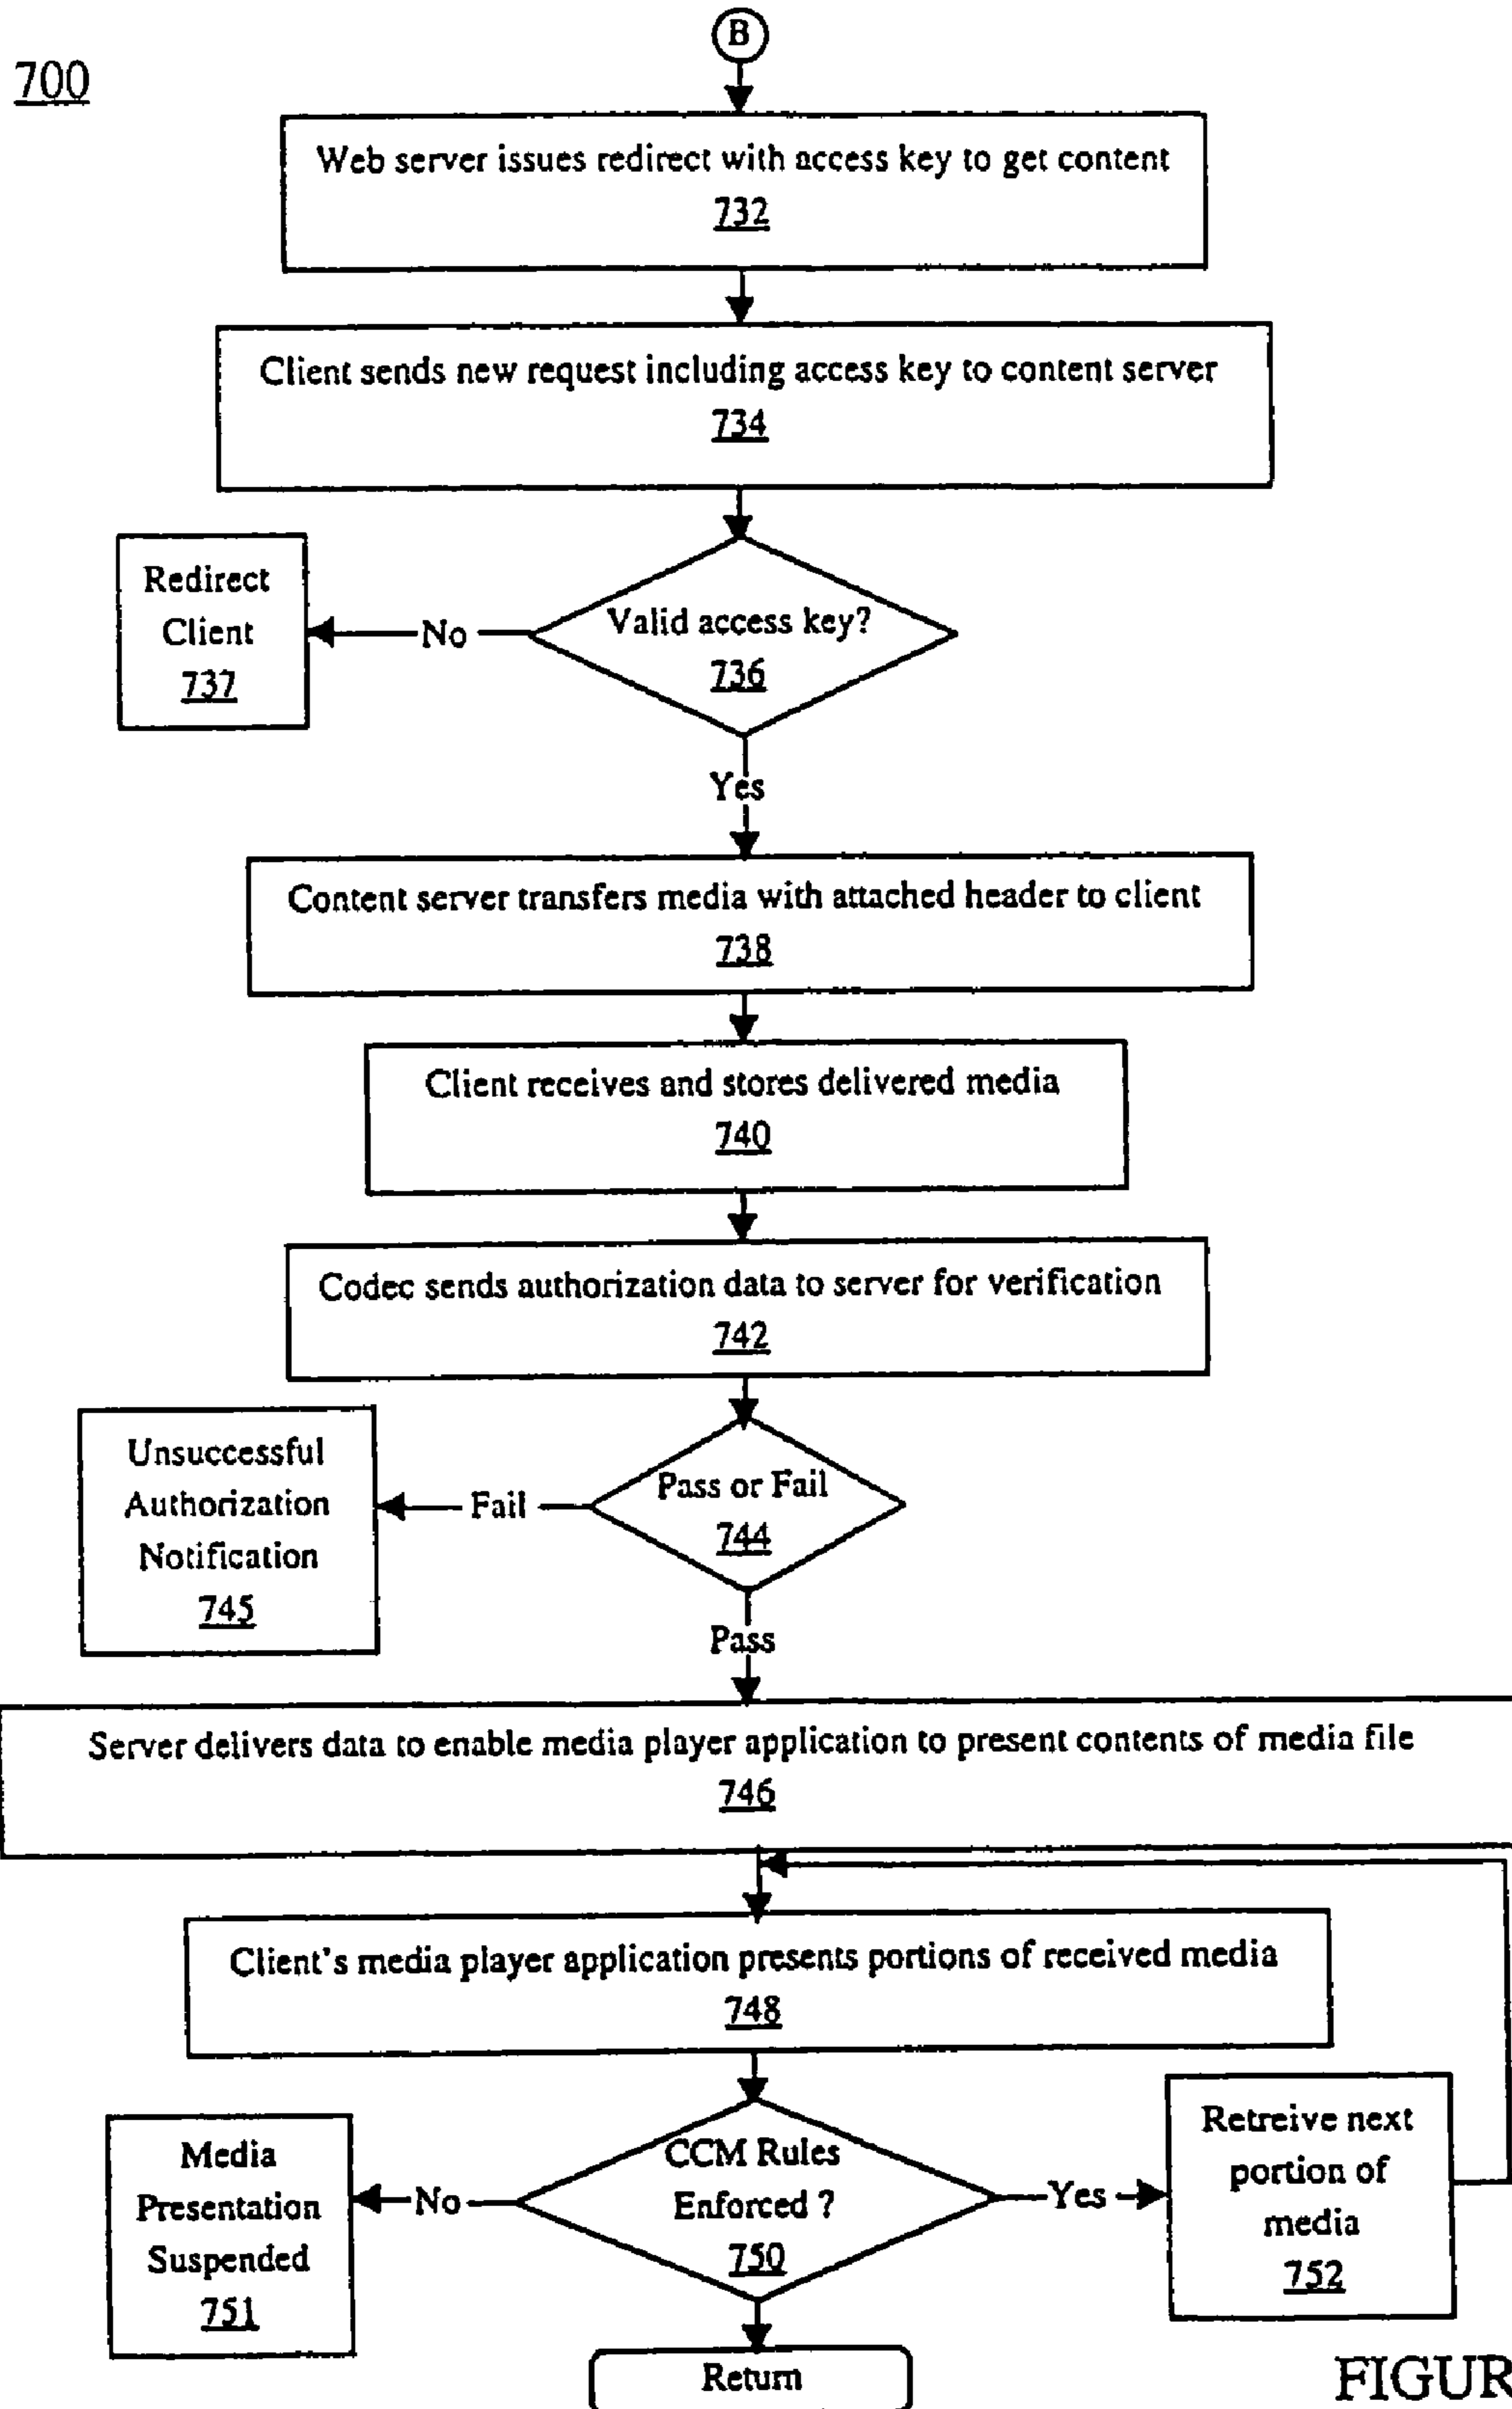 B
700
Web server issues redirect with access key to get content
732
Client sends new request including access key to content server
734
Redirect
Client
737
No
Valid access key?
736
Yes
Content server transfers media with attached header to client
738
Client receives and stores delivered media
740
Codec sends authorization data to server for verification
742
Unsuccessful
Authorization
Notification
745
Fail
Pass or Fail
744
Pass
Server delivers data to enable media player application to present contents of media file
746
Client's media player application presents portions of received media
748
Media
Presentation
Suspended
751
No
CCM Rules
Enforced ?
750
Yes
Retreive next
portion of
media
752
Return
FIGUR